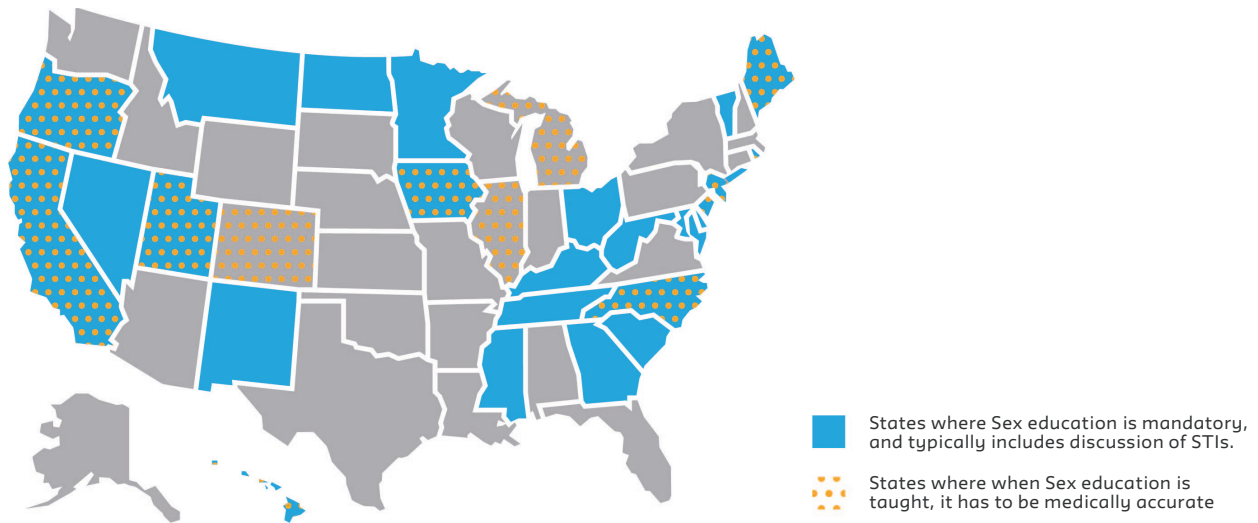 States where Sex education is mandatory,
and typically includes discussion of STIs.
States where when Sex education is
taught, it has to be medically accurate